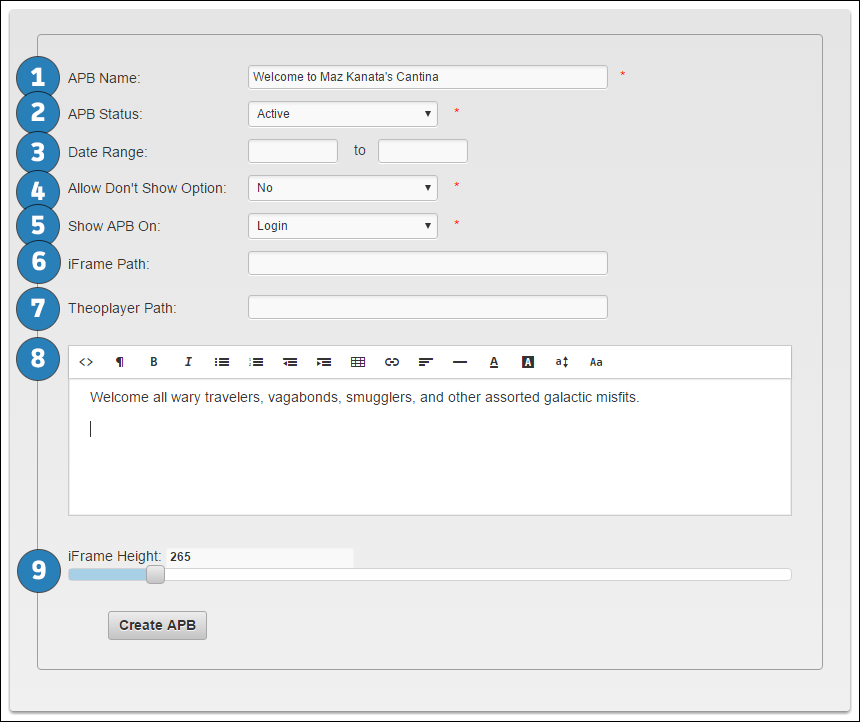 1 APB Name: Welcome to Maz Kanata's Cantina *
2 APB Status: Active ▼ *
3 Date Range: to
4 Allow Don't Show Option: No ▼ *
5 Show APB On: Login ▼ *
6 iFrame Path:
7 Theoplayer Path:
8 <> ¶ B I A A a↕ Aa
Welcome all wary travelers, vagabonds, smugglers, and other assorted galactic misfits.
9 iFrame Height: 265
Create APB